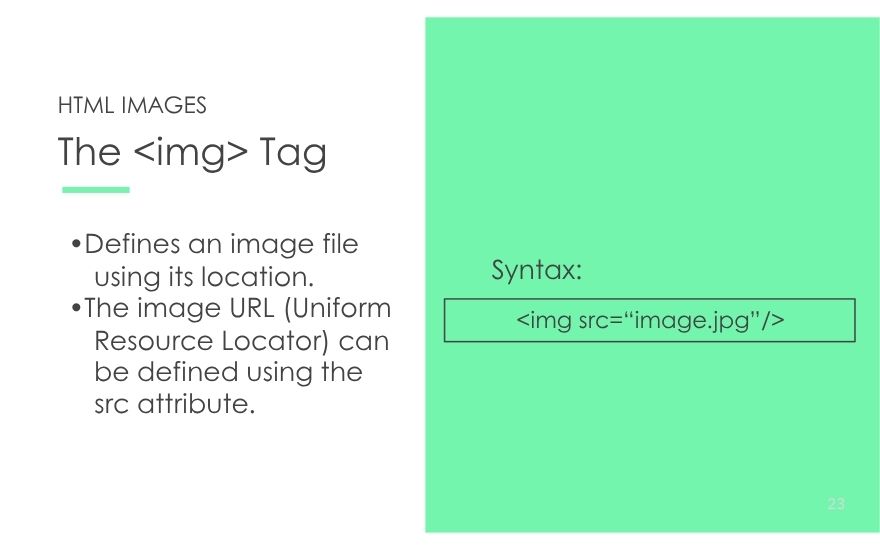 HTML IMAGES
The <img> Tag
•Defines an image file
using its location.
•The image URL (Uniform
Resource Locator) can
be defined using the
src attribute.
Syntax:
<img src=“image.jpg”/>
23